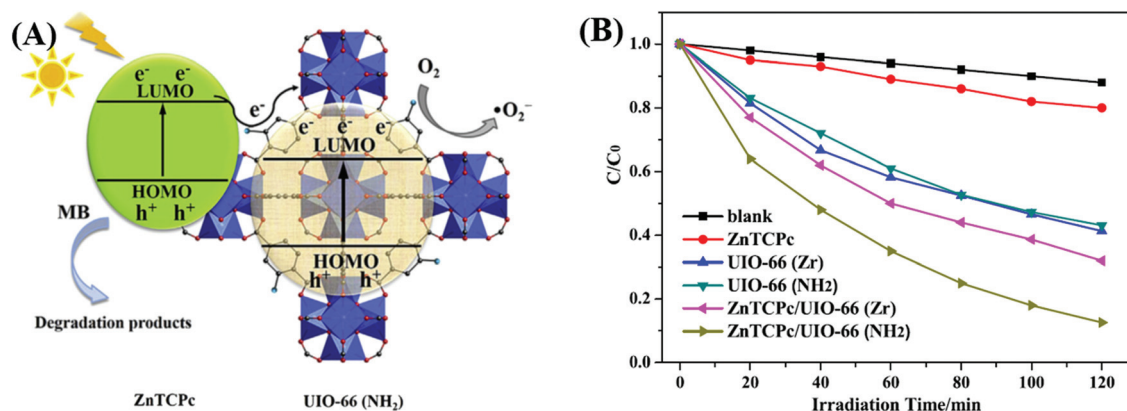 (A)
e⁻ e⁻
LUMO
HOMO
h⁺ h⁺
e⁻
O₂
•O₂⁻
e⁻ e⁻ e⁻
LUMO
HOMO
h⁺ h⁺
MB
Degradation products
ZnTCPc
UIO-66 (NH₂)
(B)
C/C0
1.0
0.8
0.6
0.4
0.2
0.0
blank
ZnTCPc
UIO-66 (Zr)
UIO-66 (NH2)
ZnTCPc/UIO-66 (Zr)
ZnTCPc/UIO-66 (NH2)
0 20 40 60 80 100 120
Irradiation Time/min